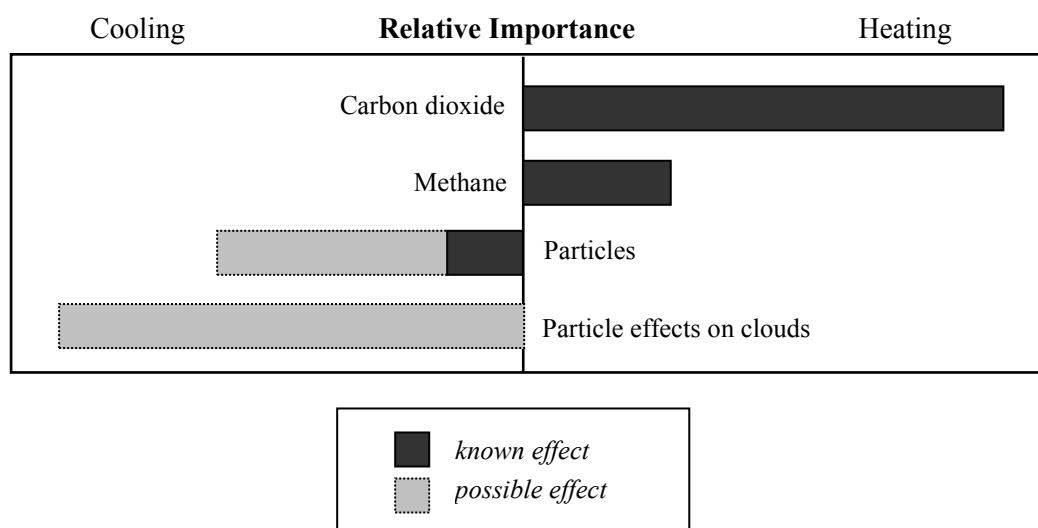 Cooling Relative Importance Heating
Carbon dioxide
Methane
Particles
Particle effects on clouds
known effect
possible effect